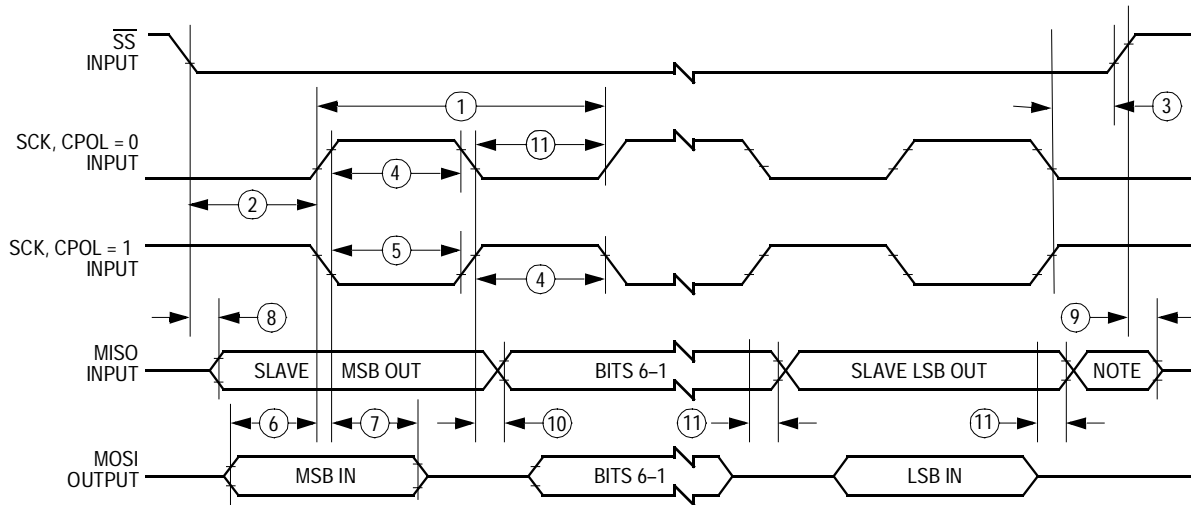 SS
INPUT
1
3
SCK, CPOL = 0
INPUT
11
4
2
SCK, CPOL = 1
INPUT
5
4
8
9
MISO
INPUT
SLAVE MSB OUT
BITS 6–1
SLAVE LSB OUT
NOTE
6
7
10
11
11
MOSI
OUTPUT
MSB IN
BITS 6–1
LSB IN